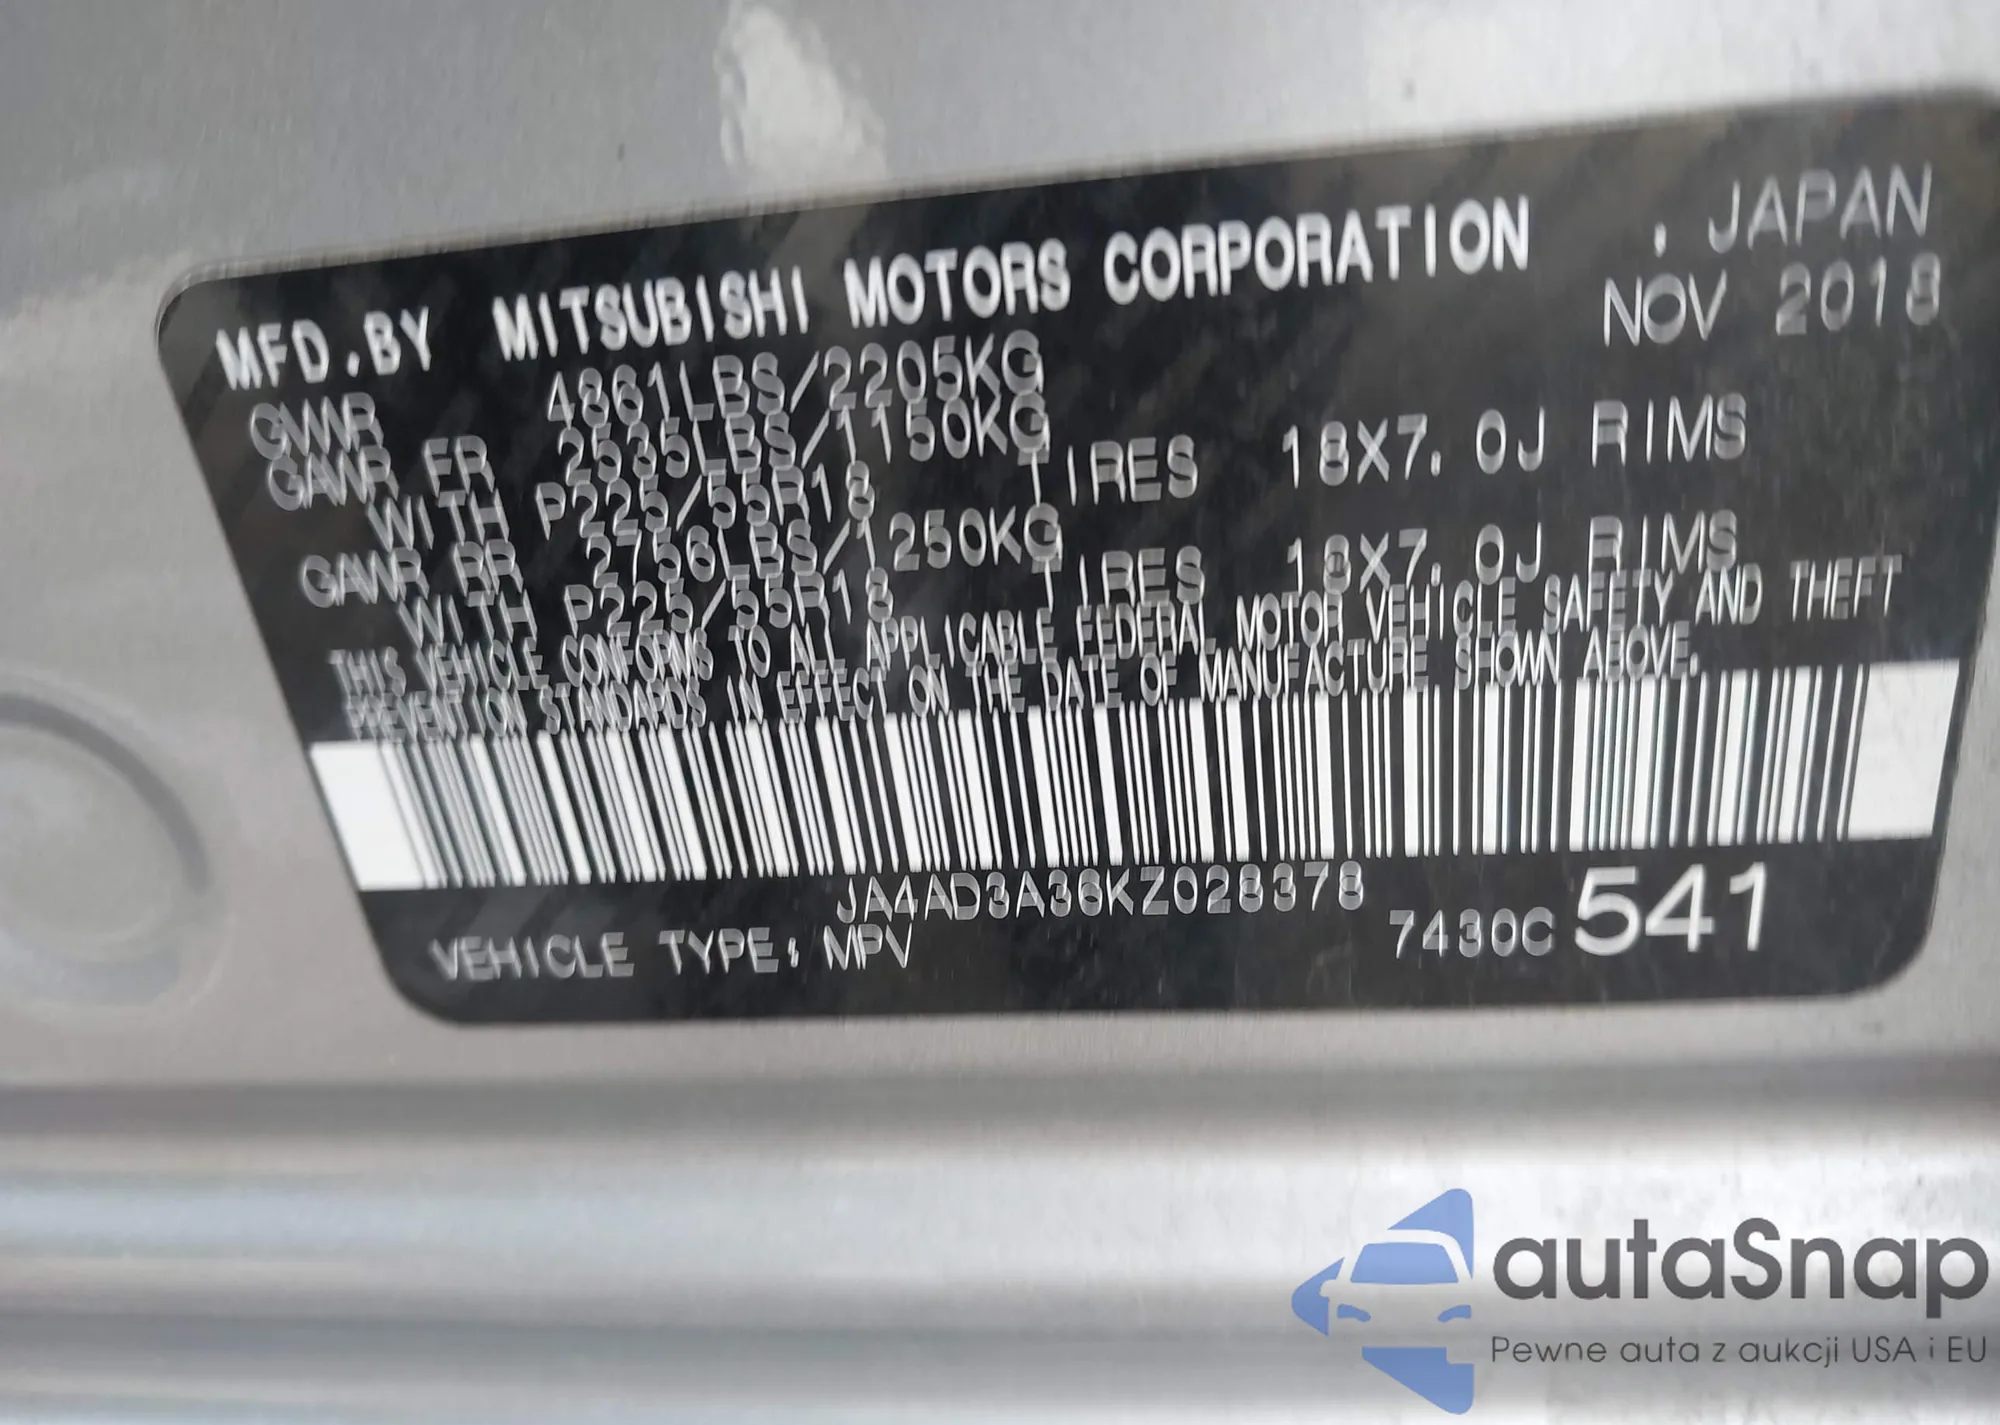 MFD.BY MITSUBISHI MOTORS CORPORATION . JAPAN
NOV 2018
GVWR 4861LBS/2205KG
GAWR FR 2535LBS/1150KG
WITH P225/55R18 TIRES 18X7.0J RIMS
GAWR RR 2756LBS/1250KG
WITH P225/55R18 TIRES 18X7.0J RIMS
THIS VEHICLE CONFORMS TO ALL APPLICABLE FEDERAL MOTOR VEHICLE SAFETY AND THEFT
PREVENTION STANDARDS IN EFFECT ON THE DATE OF MANUFACTURE SHOWN ABOVE.
JA4AD3A36KZ028378
VEHICLE TYPE: MPV 7430C 541
autaSnap
Pewne auta z aukcji USA i EU